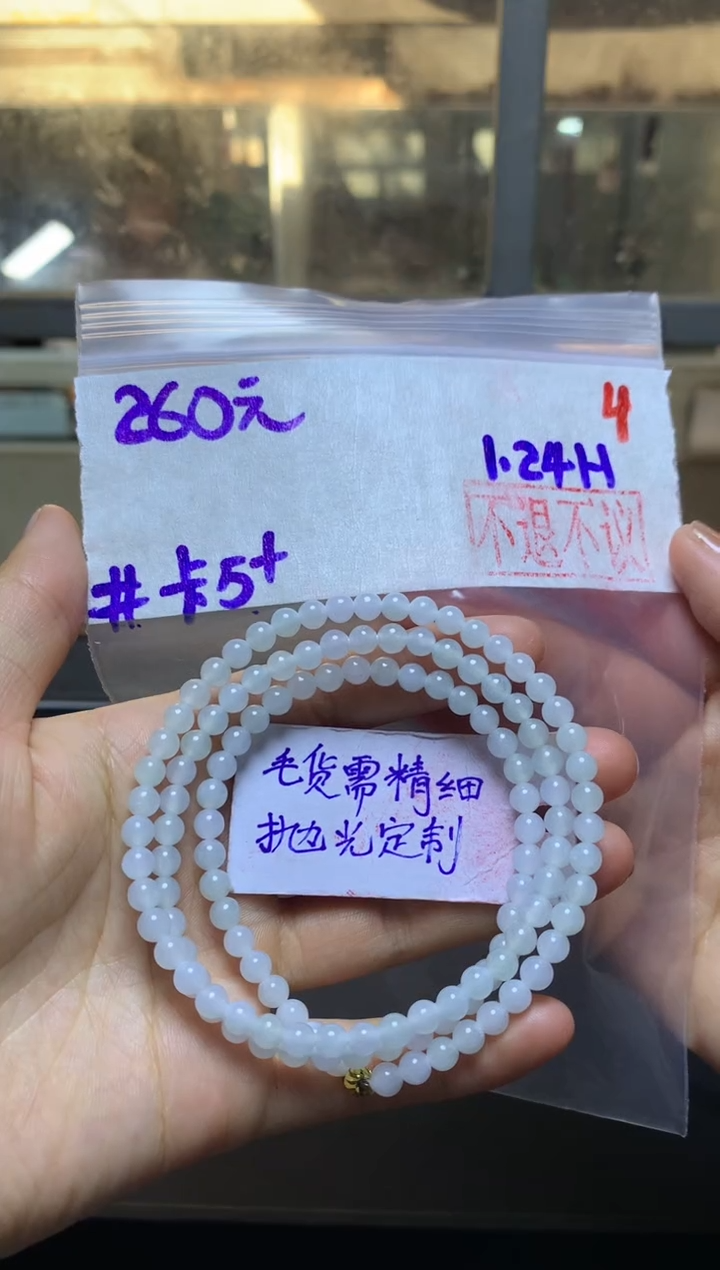 260元
4
1.24H
不退不议
#卡5+
毛货需精细
抛光定制